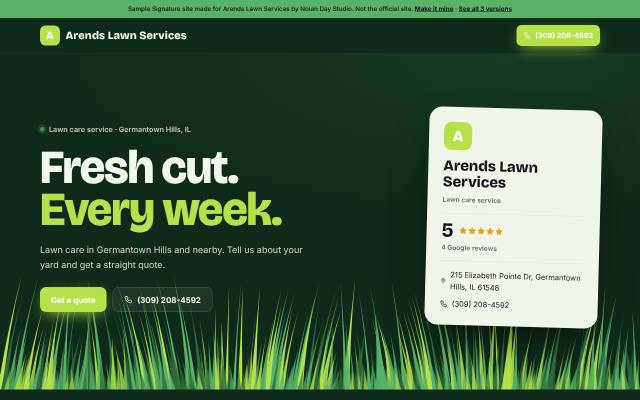 Sample Signature site made for Arends Lawn Services by Nolan Day Studio. Not the official site. Make it mine · See all 3 versions
A Arends Lawn Services
(309) 208-4592
Lawn care service · Germantown Hills, IL
Fresh cut.
Every week.
Lawn care in Germantown Hills and nearby. Tell us about your
yard and get a straight quote.
Get a quote
(309) 208-4592
A
Arends Lawn
Services
Lawn care service
5 ★★★★★
4 Google reviews
215 Elizabeth Pointe Dr, Germantown
Hills, IL 61548
(309) 208-4592